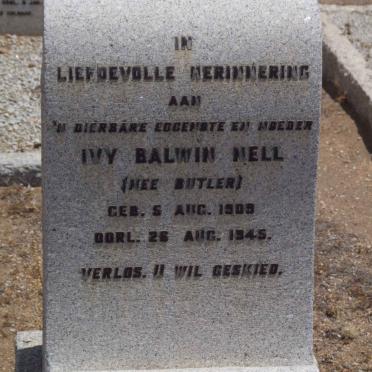 IN
LIEFDEVOLLE HERINNERING
AAN
'N DIERBARE EGGENOTE EN MOEDER
IVY BALWIN NELL
(NEE BUTLER)
GEB. 5 AUG. 1909
OORL. 26 AUG. 1945.
VERLOS. U WIL GESKIED.